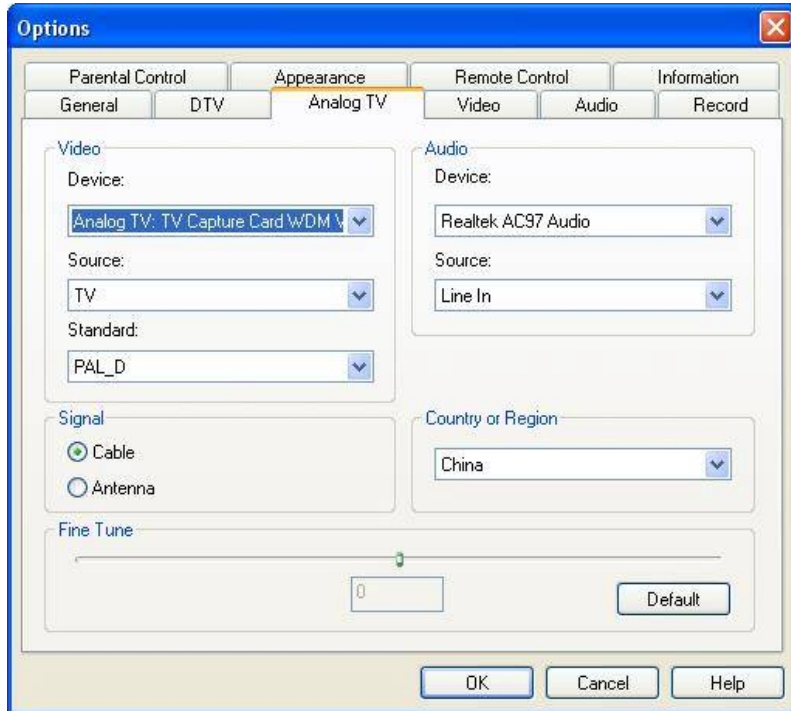 Options
Parental Control Appearance Remote Control Information
General DTV Analog TV Video Audio Record
Video
Device:
Analog TV: TV Capture Card WDM V
Source:
TV
Standard:
PAL_D
Audio
Device:
Realtek AC97 Audio
Source:
Line In
Signal
Cable
Antenna
Country or Region
China
Fine Tune
0
Default
OK Cancel Help